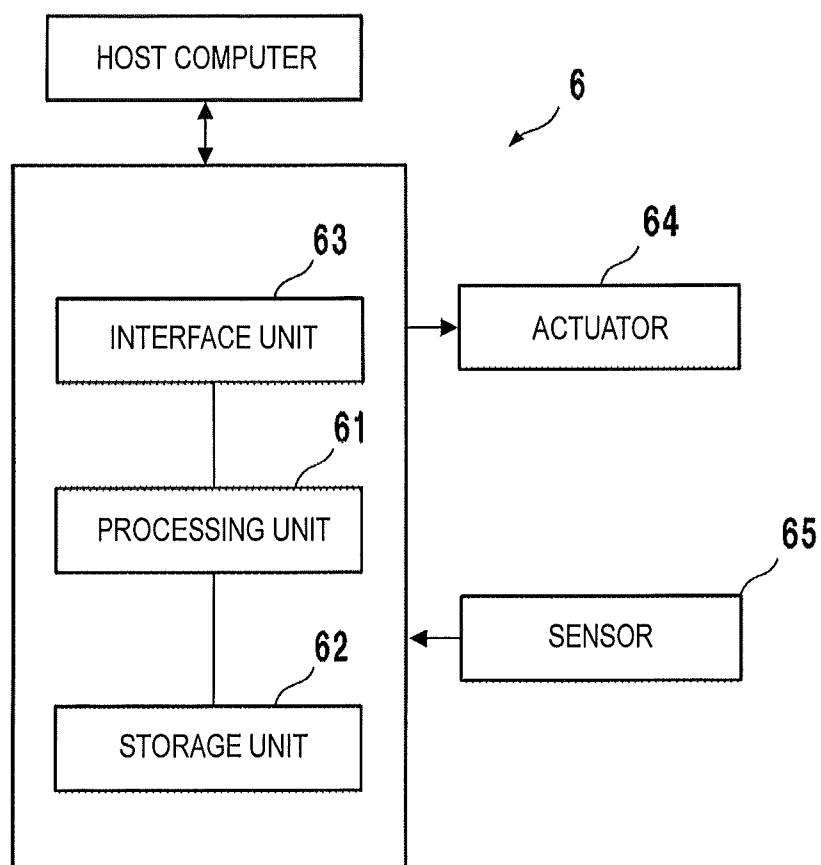 HOST COMPUTER
6
63
INTERFACE UNIT
64
ACTUATOR
61
PROCESSING UNIT
65
SENSOR
62
STORAGE UNIT